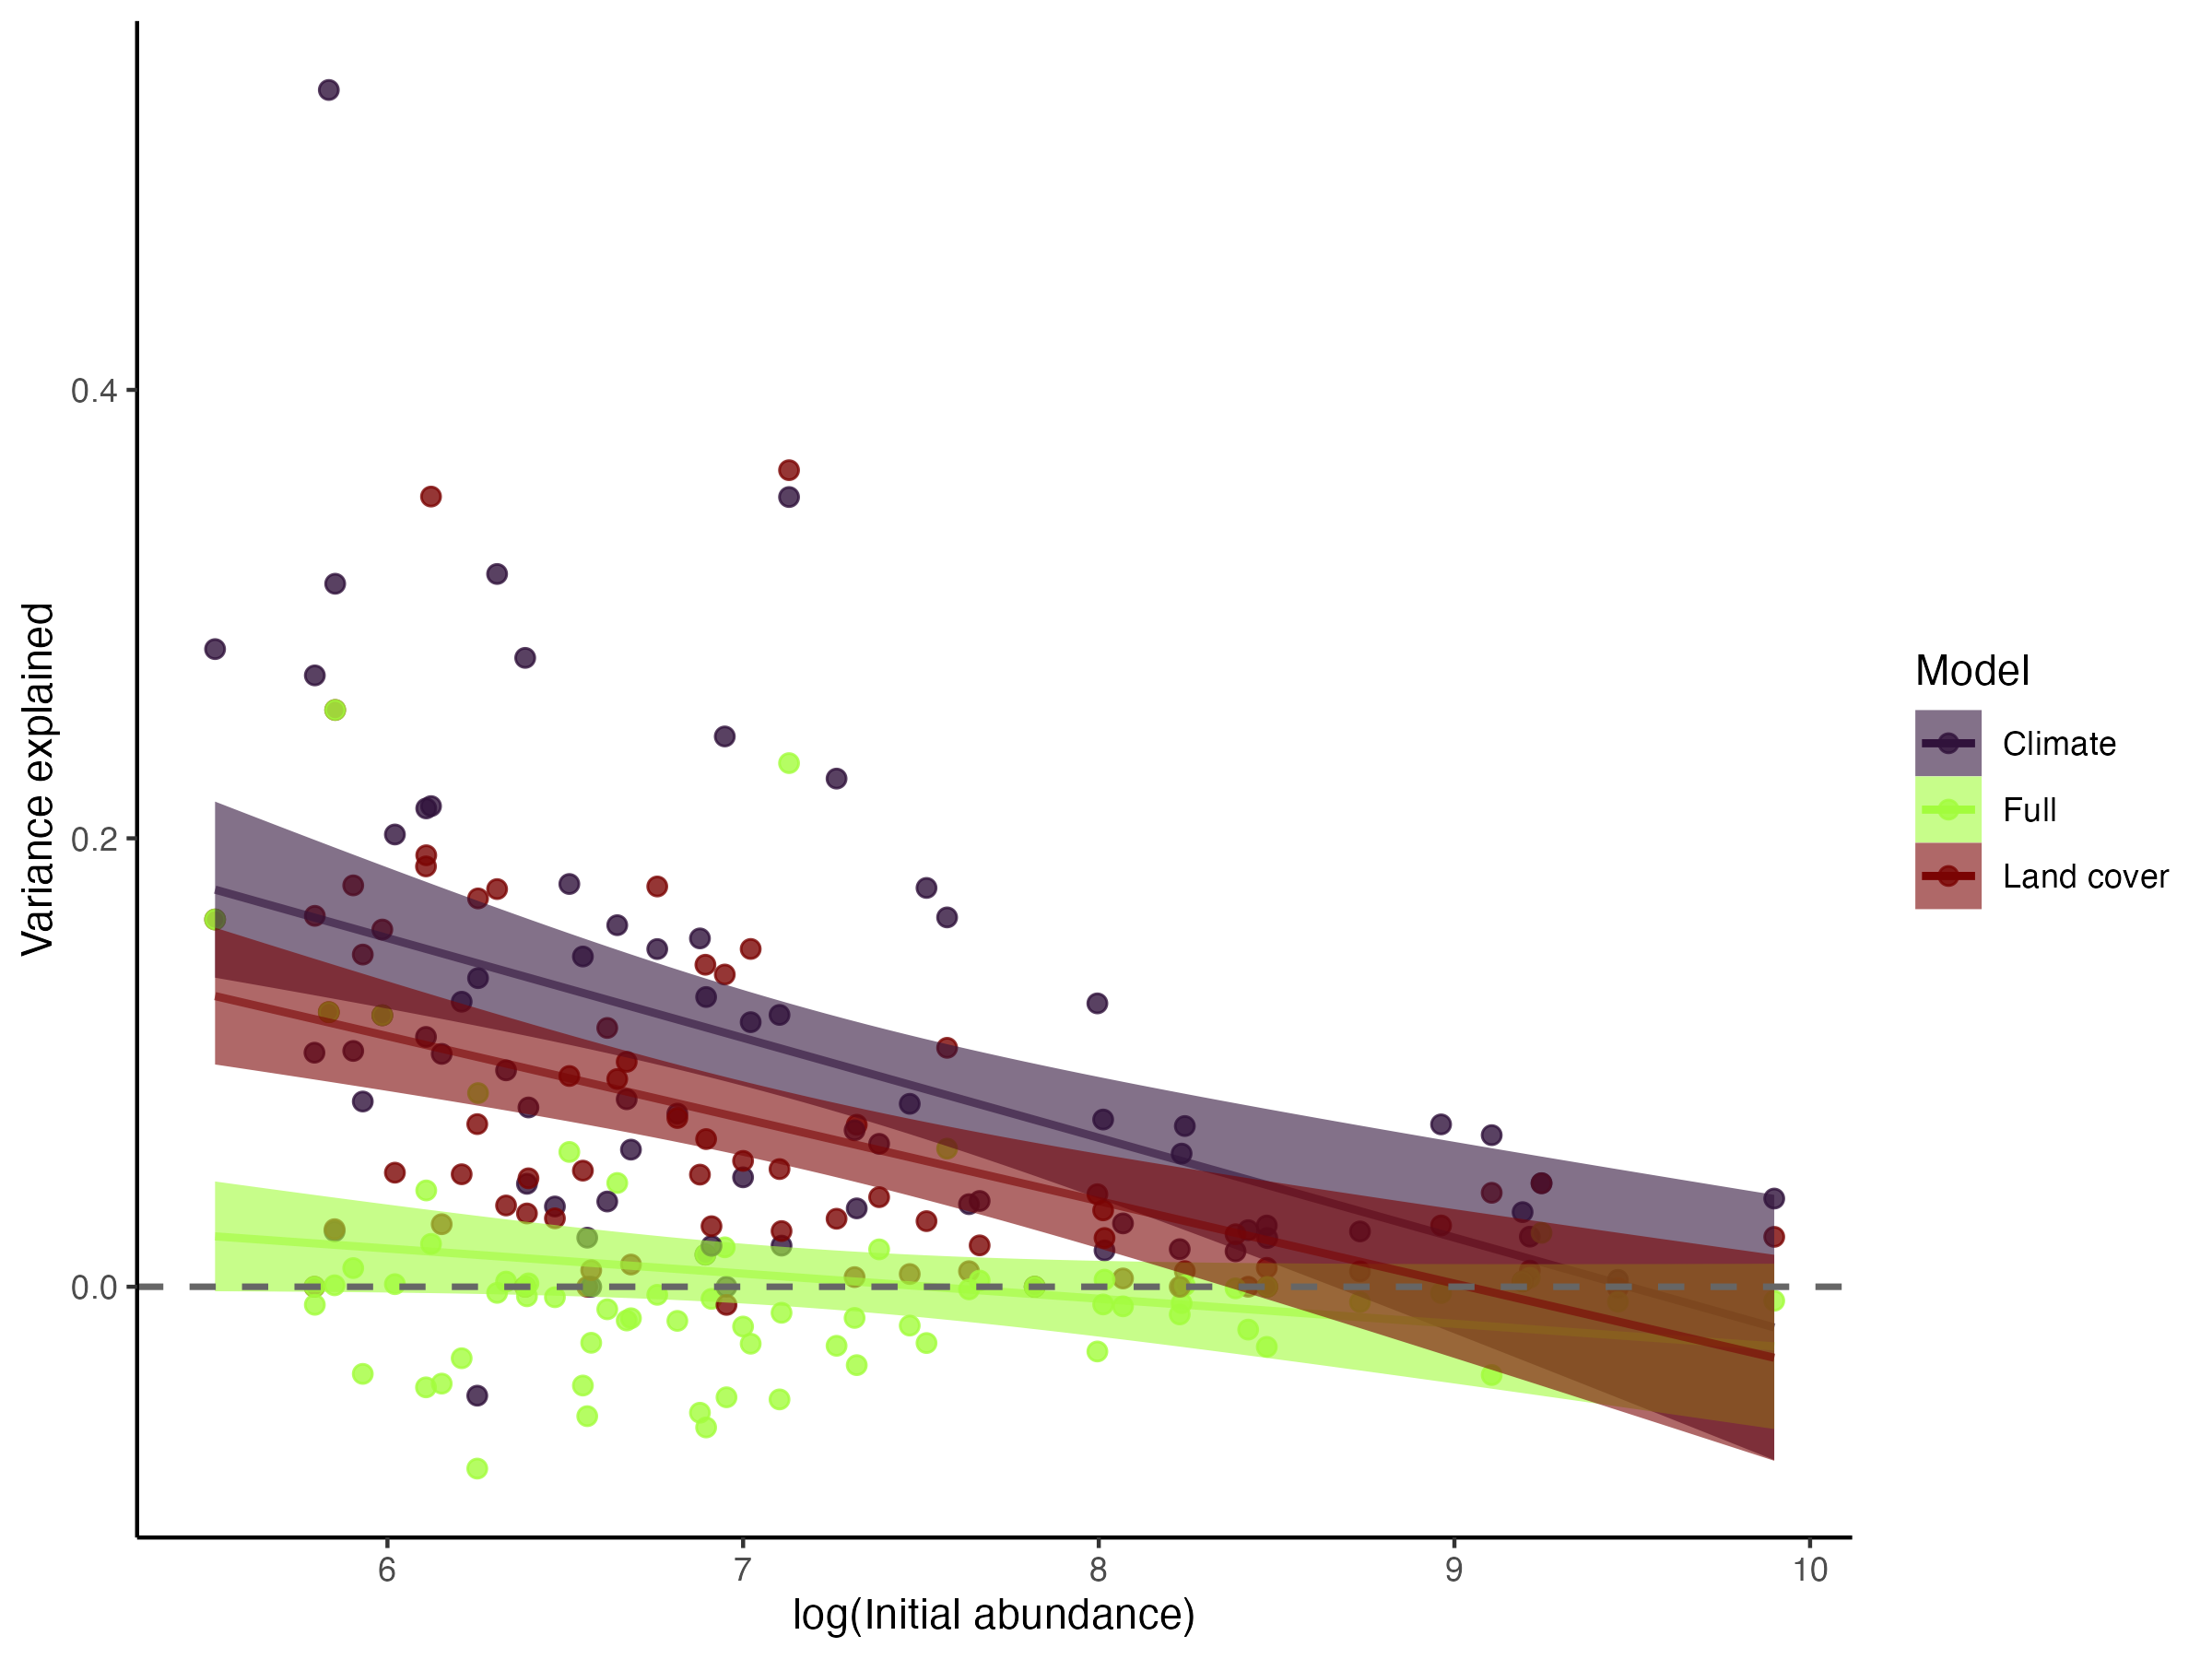 Variance explained
0.4
0.2
0.0
6 7 8 9 10
log(Initial abundance)
Model
Climate
Full
Land cover